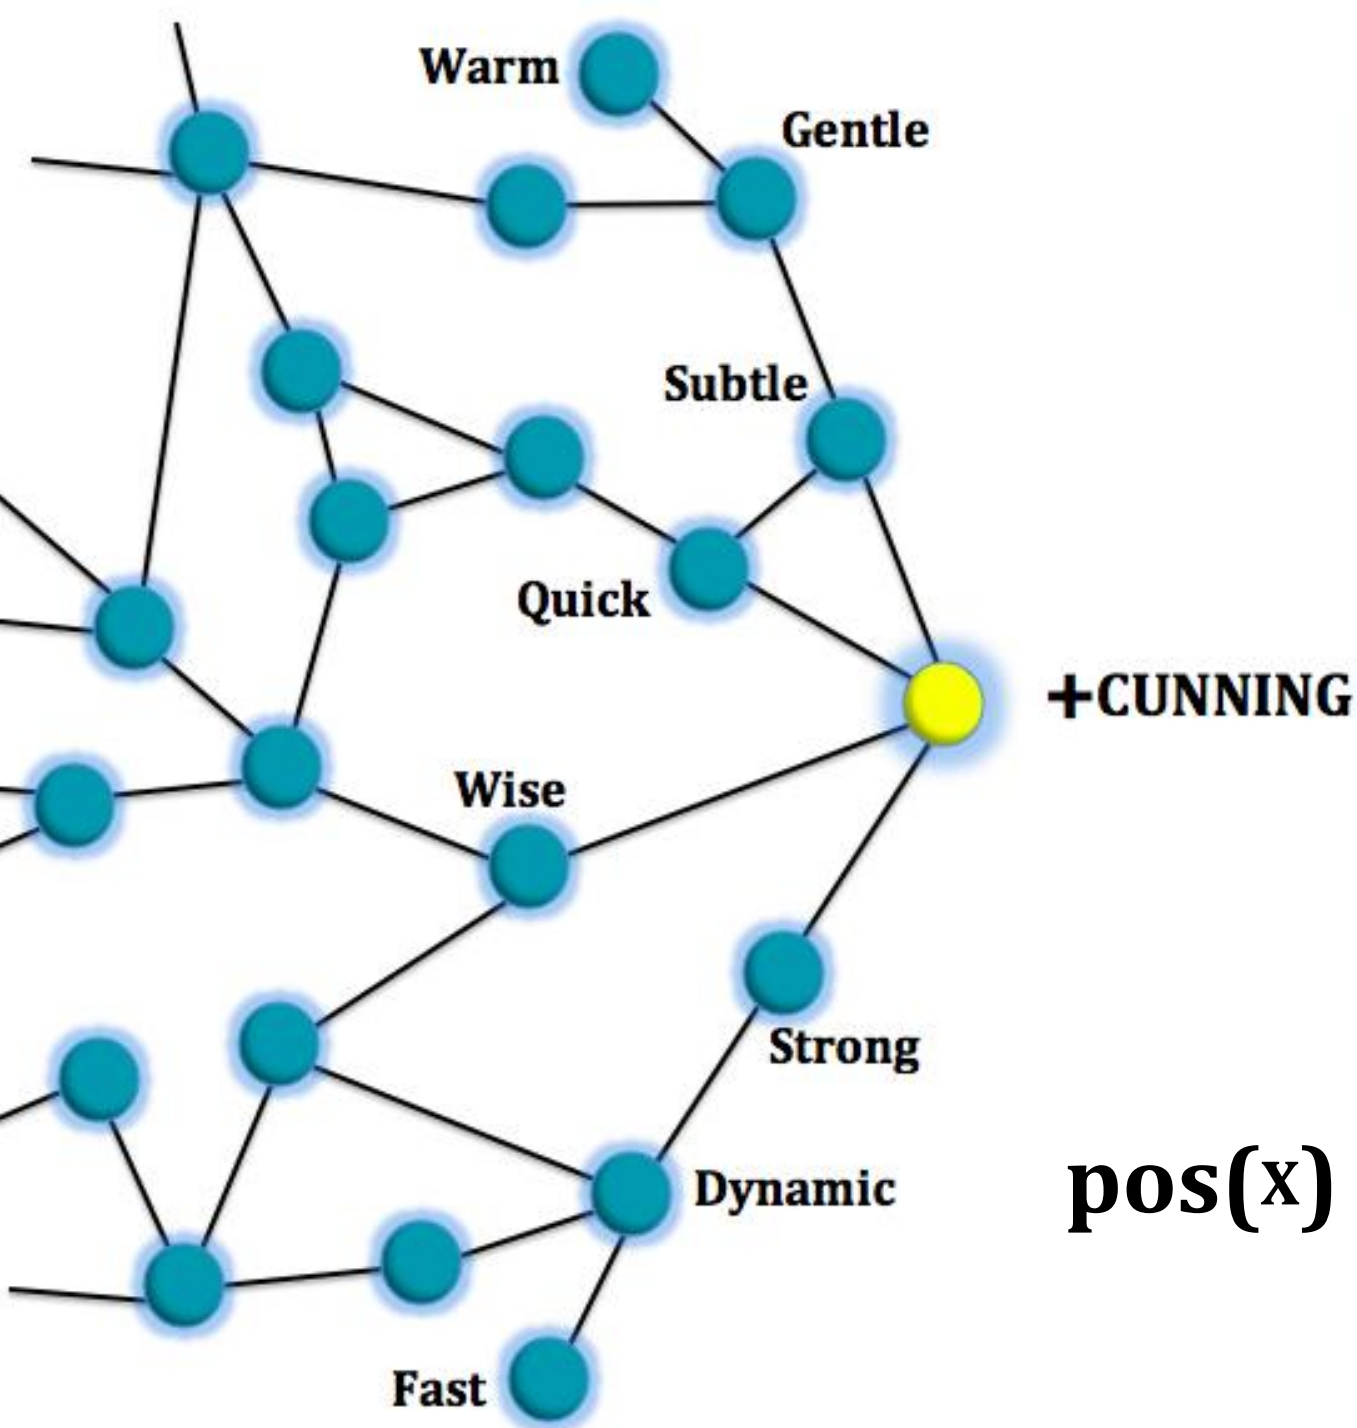 Warm
Gentle
Subtle
Quick
+CUNNING
Wise
Strong
pos(x)
Dynamic
Fast